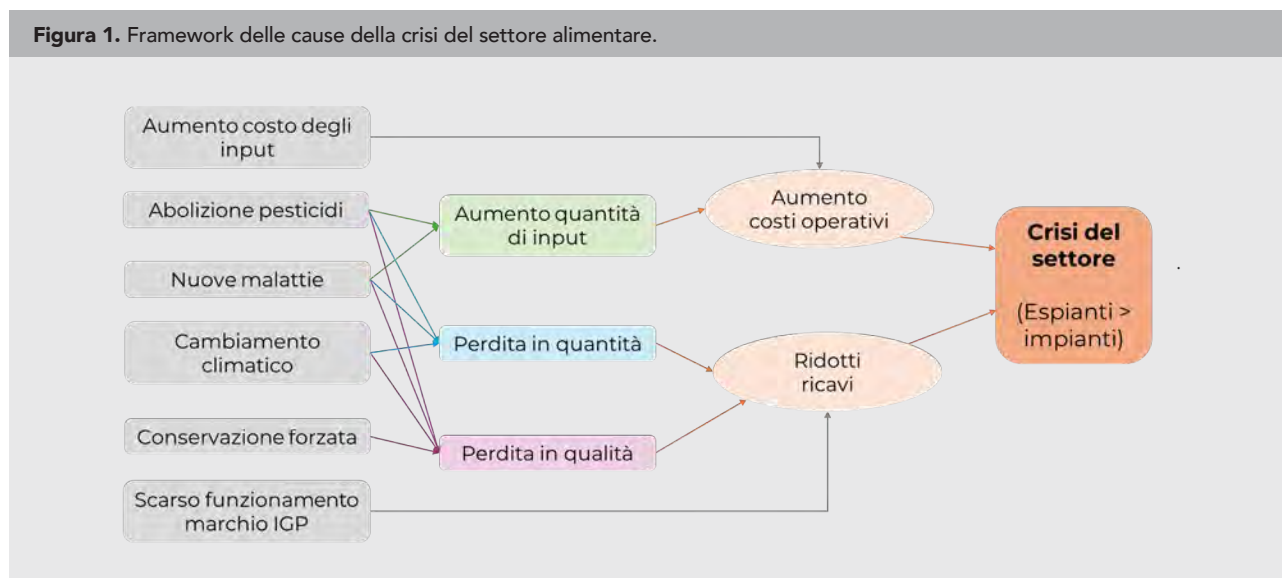 Figura 1. Framework delle cause della crisi del settore alimentare.
Aumento costo degli
input
Abolizione pesticidi
Nuove malattie
Cambiamento
climatico
Conservazione forzata
Scarso funzionamento
marchio IGP
Aumento quantità
di input
Perdita in quantità
Perdita in qualità
Aumento
costi operativi
Ridotti
ricavi
Crisi del
settore
(Espianti >
impianti)
.